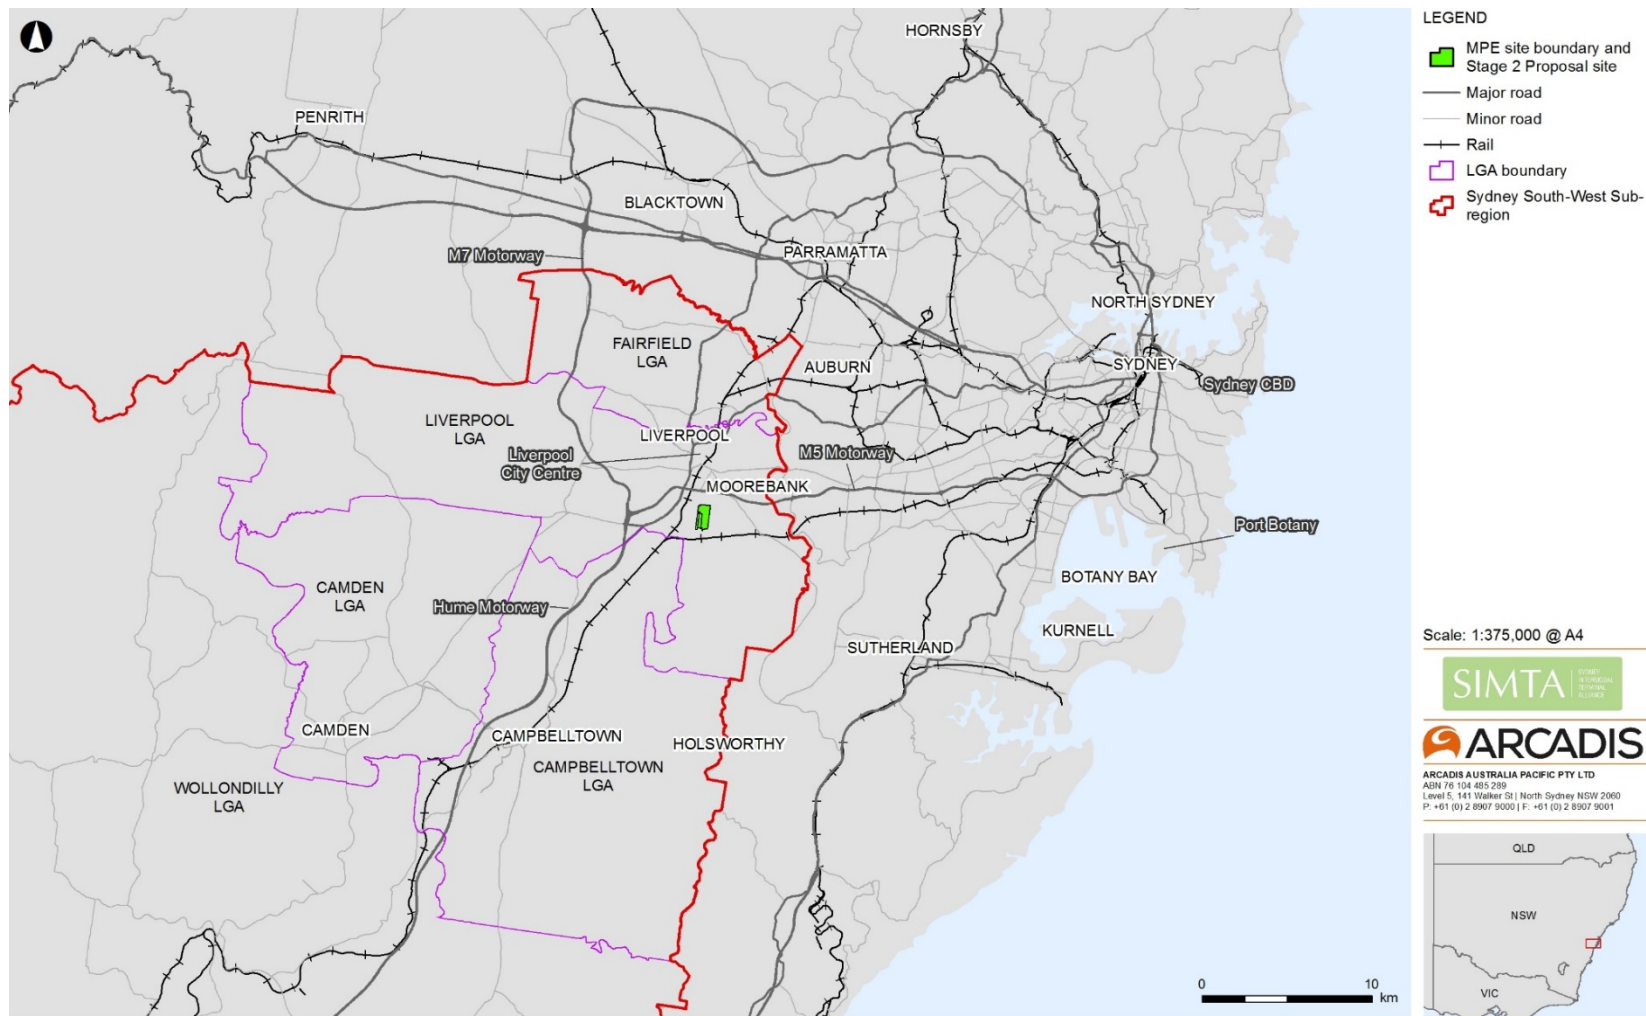 HORNSBY
PENRITH
BLACKTOWN
M7 Motorway
PARRAMATTA
NORTH SYDNEY
FAIRFIELD
LGA
AUBURN
SYDNEY
Sydney CBD
LIVERPOOL
LGA
LIVERPOOL
Liverpool
City Centre
M5 Motorway
MOOREBANK
Port Botany
CAMDEN
LGA
Hume Motorway
BOTANY BAY
KURNELL
SUTHERLAND
CAMDEN
CAMPBELLTOWN
HOLSWORTHY
CAMPBELLTOWN
LGA
WOLLONDILLY
LGA
0 10
km
LEGEND
MPE site boundary and
Stage 2 Proposal site
Major road
Minor road
Rail
LGA boundary
Sydney South-West Sub-
region
Scale: 1:375,000 @ A4
SIMTA
SYDNEY
INTERMODAL
TERMINAL
ALLIANCE
ARCADIS
ARCADIS AUSTRALIA PACIFIC PTY LTD
ABN 76 104 485 289
Level 5, 141 Walker St | North Sydney NSW 2060
P: +61 (0) 2 8907 9000 | F: +61 (0) 2 8907 9001
QLD
NSW
VIC